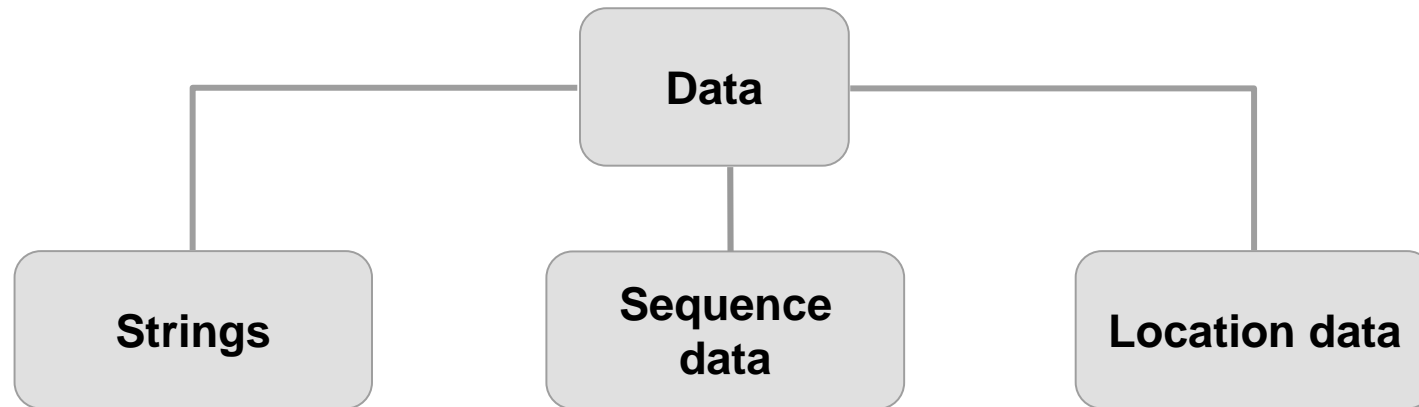 Data
Strings
Sequence
data
Location data